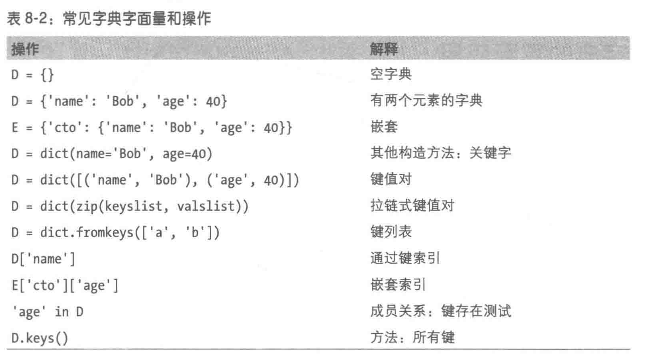 表 8-2：常见字典字面量和操作
操作 解释
D = {} 空字典
D = {'name': 'Bob', 'age': 40} 有两个元素的字典
E = {'cto': {'name': 'Bob', 'age': 40}} 嵌套
D = dict(name='Bob', age=40) 其他构造方法：关键字
D = dict([('name', 'Bob'), ('age', 40)]) 键值对
D = dict(zip(keyslist, valslist)) 拉链式键值对
D = dict.fromkeys(['a', 'b']) 键列表
D['name'] 通过键索引
E['cto']['age'] 嵌套索引
'age' in D 成员关系：键存在测试
D.keys() 方法：所有键